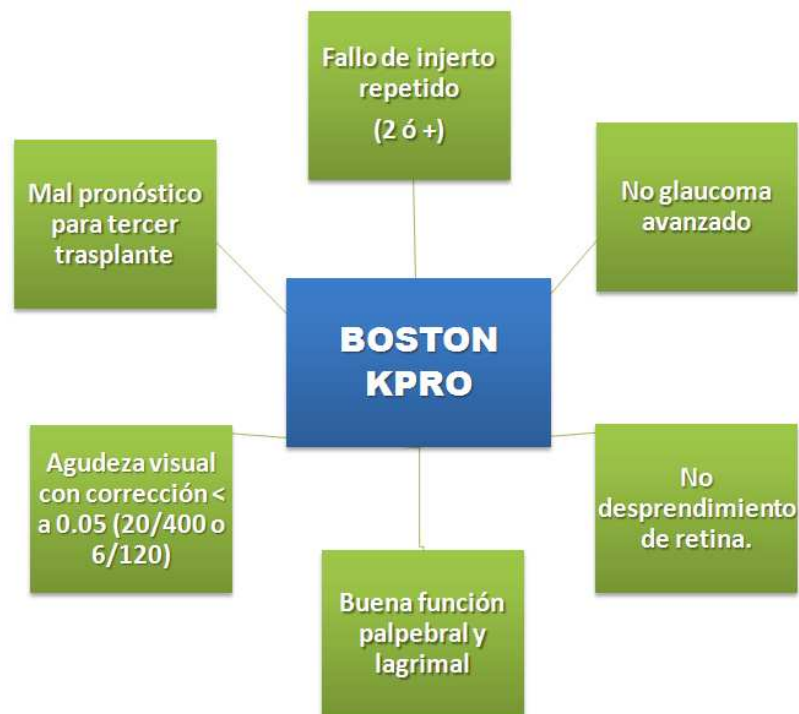 Fallo de injerto
repetido
(2 ó +)
Mal pronóstico
para tercer
trasplante
No glaucoma
avanzado
BOSTON
KPRO
Agudeza visual
con corrección <
a 0.05 (20/400 o
6/120)
No
desprendimiento
de retina.
Buena función
palpebral y
lagrimal